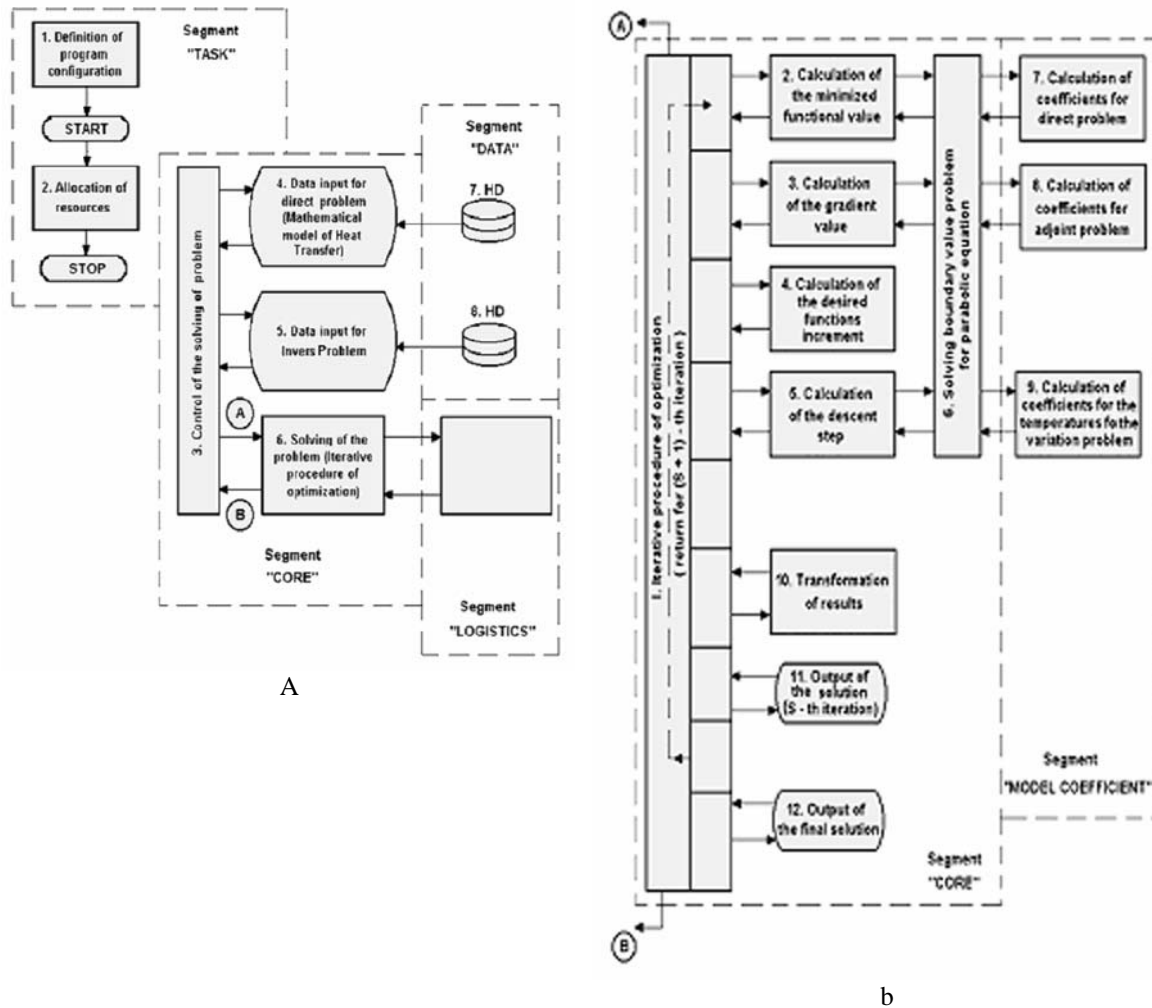 Segment
"TASK"
1. Definition of
program
configuration
START
2. Allocation of
resources
STOP
Segment
"DATA"
3. Control of the solving of problem
4. Data input for
direct problem
(Mathematical
model of Heat
Transfer)
7. HD
5. Data input for
Invers Problem
8. HD
A
6. Solving of the
problem (Iterative
procedure of
optimization)
B
Segment
"CORE"
Segment
"LOGISTICS"
A
A
I. Iterative procedure of optimization
( return for (S + 1) - th iteration )
2. Calculation of
the minimized
functional value
3. Calculation
of the gradient
value
4. Calculation of
the desired
functions
increment
5. Calculation
of the descent
step
6. Solving boundary value problem
for parabolic equation
7. Calculation of
coefficients for
direct problem
8. Calculation of
coefficients for
adjoint problem
9. Calculation of
coefficients for the
temperatures fo the
variation problem
10. Transformation
of results
11. Output of
the solution
(S - th iteration)
12. Output of
the final solution
Segment
"MODEL COEFFICIENT"
Segment
"CORE"
B
b